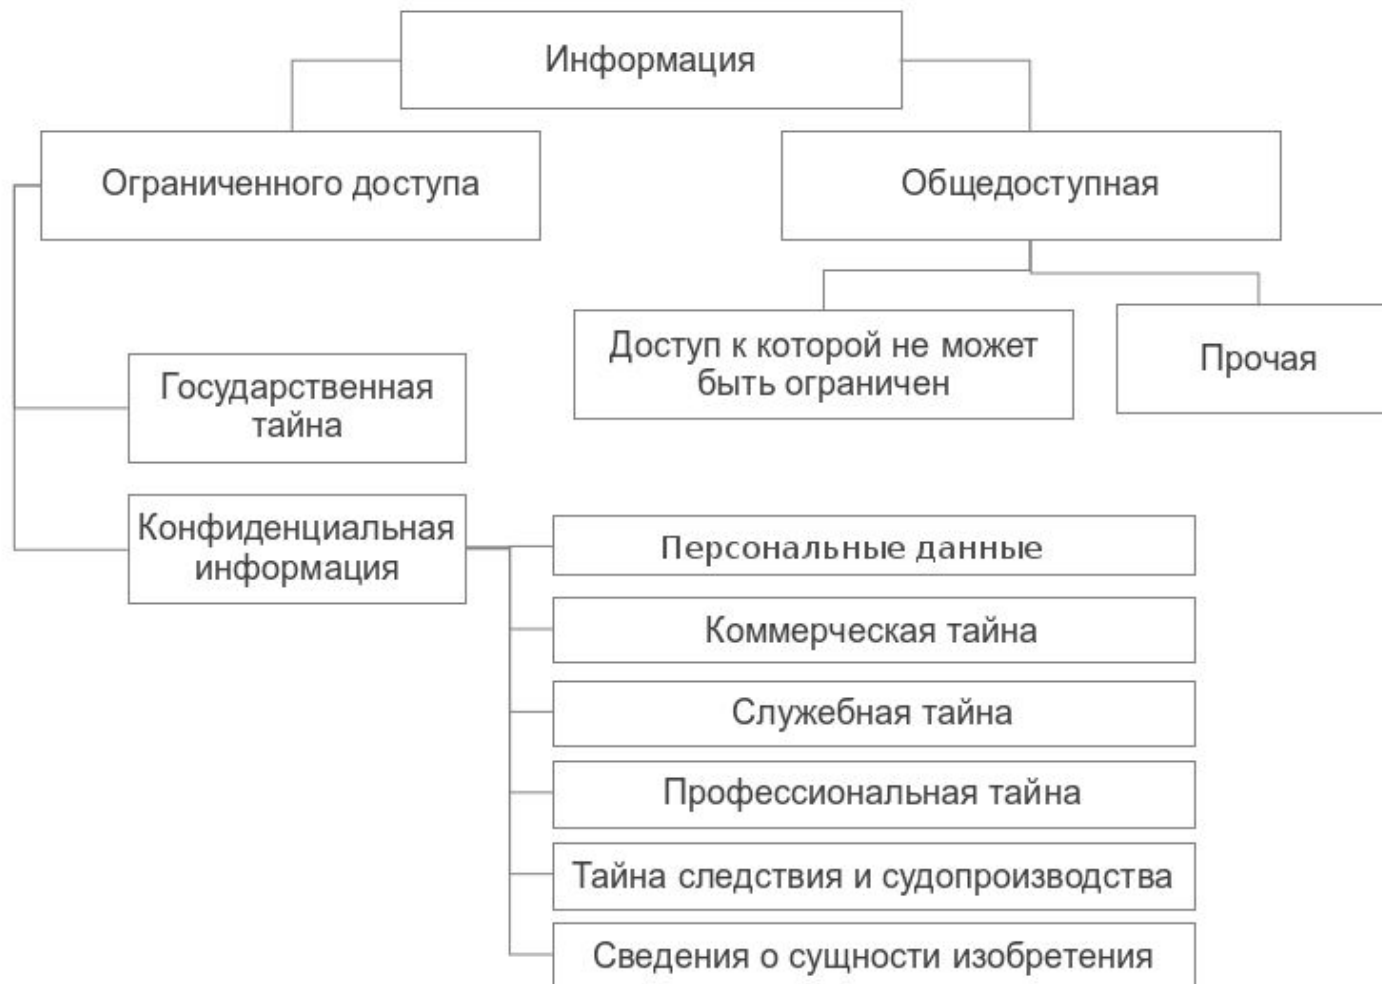 Информация
Ограниченного доступа
Общедоступная
Доступ к которой не может
быть ограничен
Прочая
Государственная
тайна
Конфиденциальная
информация
Персональные данные
Коммерческая тайна
Служебная тайна
Профессиональная тайна
Тайна следствия и судопроизводства
Сведения о сущности изобретения